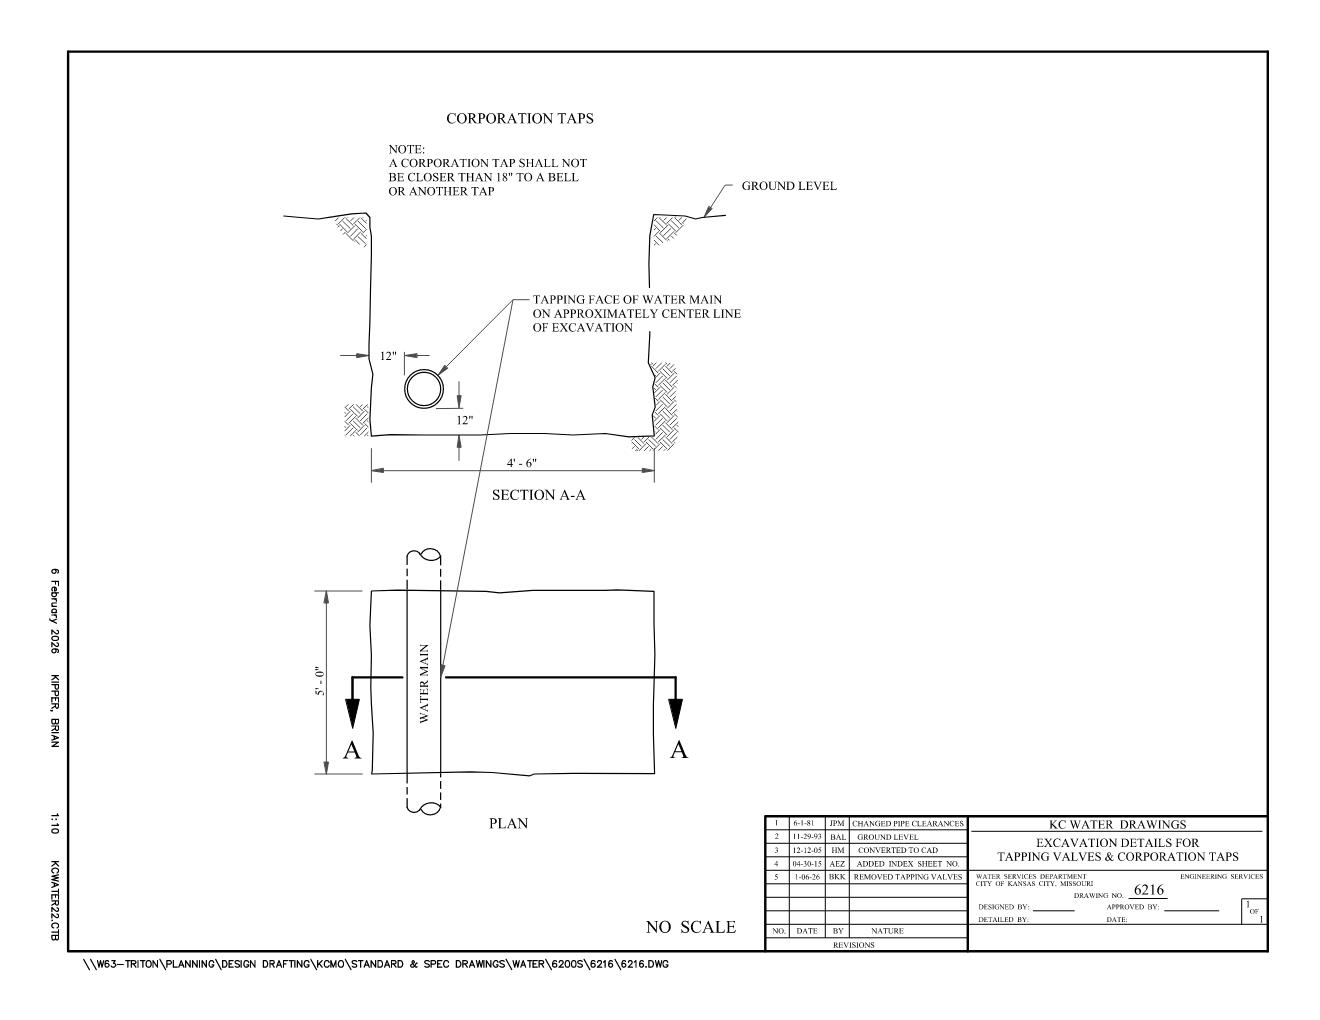 CORPORATION TAPS
NOTE:
A CORPORATION TAP SHALL NOT
BE CLOSER THAN 18" TO A BELL
OR ANOTHER TAP
GROUND LEVEL
TAPPING FACE OF WATER MAIN
ON APPROXIMATELY CENTER LINE
OF EXCAVATION
12"
12"
4' - 6"
SECTION A-A
5' - 0"
WATER MAIN
A
A
PLAN
NO SCALE
1 6-1-81 JPM CHANGED PIPE CLEARANCES
2 11-29-93 BAL GROUND LEVEL
3 12-12-05 HM CONVERTED TO CAD
4 04-30-15 AEZ ADDED INDEX SHEET NO.
5 1-06-26 BKK REMOVED TAPPING VALVES
NO. DATE BY NATURE
REVISIONS
KC WATER DRAWINGS
EXCAVATION DETAILS FOR
TAPPING VALVES & CORPORATION TAPS
WATER SERVICES DEPARTMENT ENGINEERING SERVICES
CITY OF KANSAS CITY, MISSOURI
DRAWING NO. 6216
DESIGNED BY: APPROVED BY:
DETAILED BY: DATE:
1 OF 1
6 February 2026 KIPPER, BRIAN 1:10 KCWATER22.CTB
\\W63-TRITON\PLANNING\DESIGN DRAFTING\KCMO\STANDARD & SPEC DRAWINGS\WATER\6200S\6216\6216.DWG